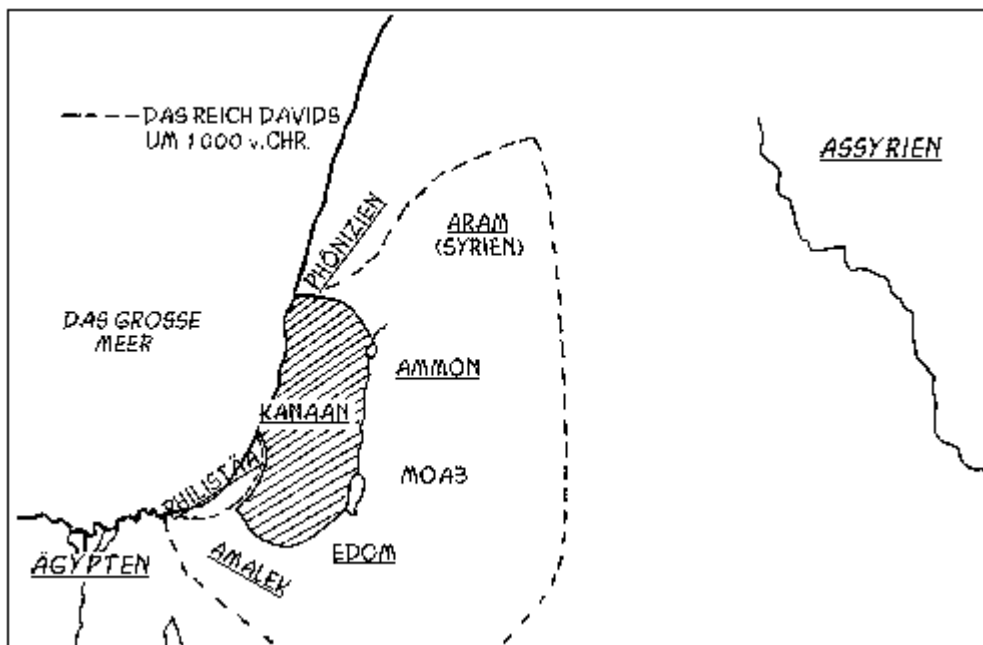 DAS REICH DAVIDS
UM 1000 v. CHR.
ASSYRIEN
PHÖNIZIEN
ARAM
(SYRIEN)
DAS GROSSE
MEER
AMMON
KANAAN
PHILISTÄA
MOAB
ÄGYPTEN
AMALEK
EDOM